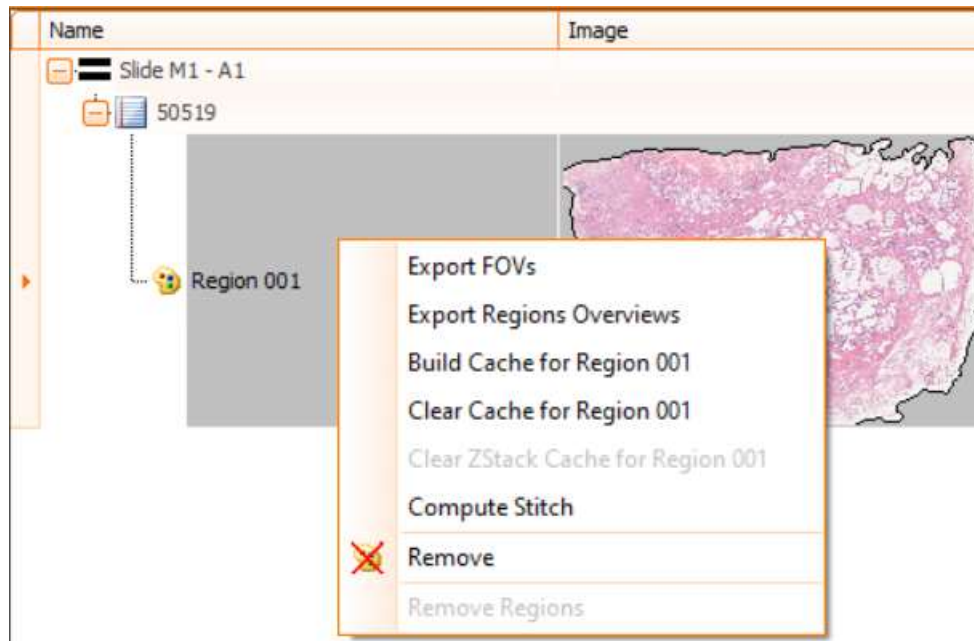 Name Image
Slide M1 - A1
50519
Region 001
Export FOVs
Export Regions Overviews
Build Cache for Region 001
Clear Cache for Region 001
Clear ZStack Cache for Region 001
Compute Stitch
Remove
Remove Regions